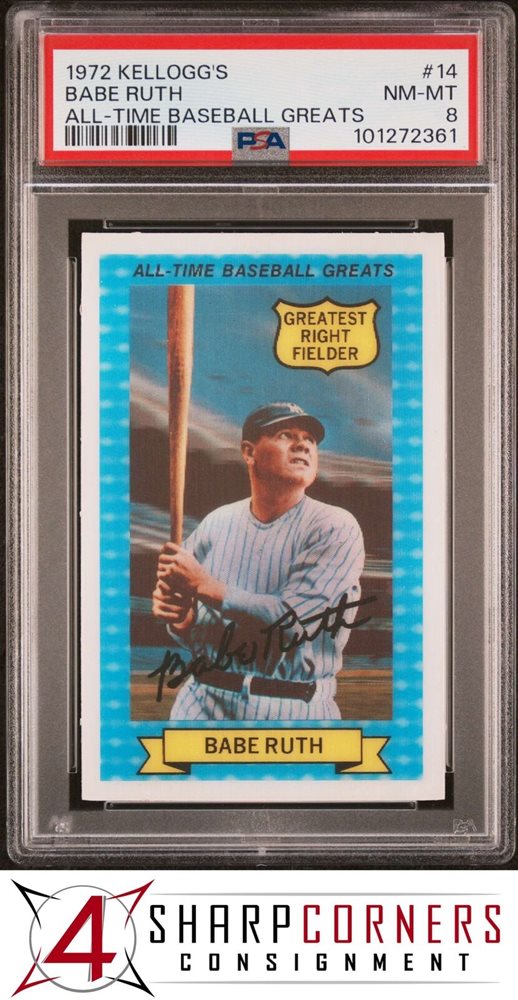 1972 KELLOGG'S #14
BABE RUTH NM-MT
ALL-TIME BASEBALL GREATS 8
PSA 101272361
ALL-TIME BASEBALL GREATS
GREATEST
RIGHT
FIELDER
Babe Ruth
BABE RUTH
4 SHARPCORNERS
CONSIGNMENT